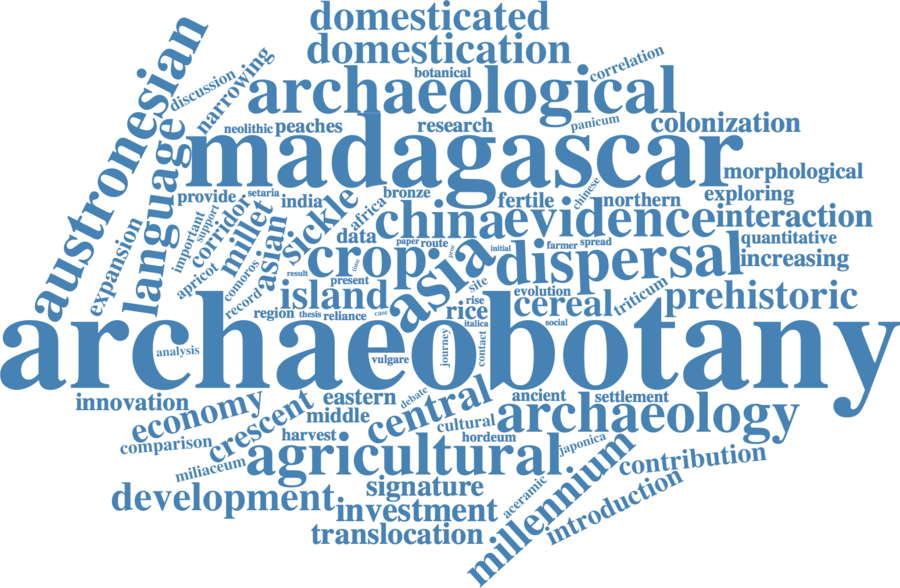 domesticated
domestication
botanical
correlation
discussion
narrowing
austronesian
archaeological
neolithic
peaches
research
panicum
colonization
madagascar
language
morphological
provide
setaria
india
bronze
fertile
chinese
northern
exploring
important
support
corridor
millet
asian
sickle
africa
china
evidence
interaction
expansion
data
paper
route
initial
farmer
spread
quantitative
apricot
comoros
crop
asia
dispersal
increasing
result
time
present
site
evolution
record
island
rise
cereal
triticum
prehistoric
region
thesis
reliance
case
rice
italica
social
archaeobotany
analysis
vulgare
journey
contact
innovation
economy
crescent
eastern
debate
central
ancient
settlement
middle
cultural
archaeology
comparison
harvest
hordeum
japonica
miliaceum
agricultural
millennium
contribution
development
signature
aceramic
introduction
investment
translocation